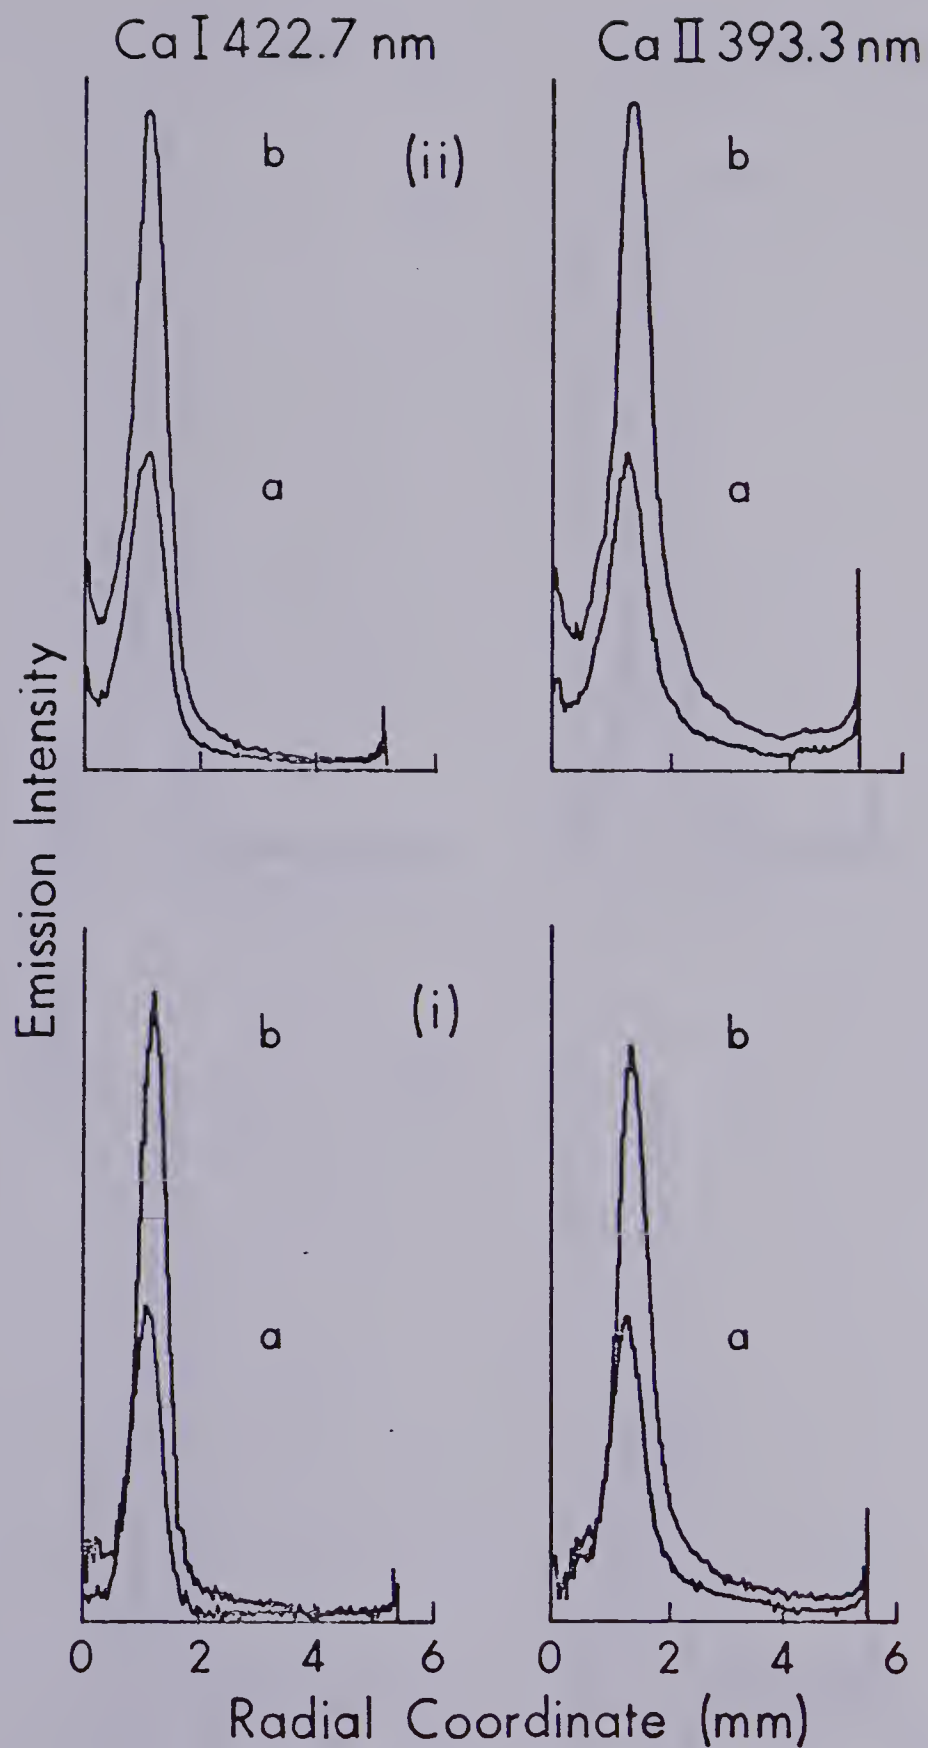 Ca I 422.7 nm
Ca II 393.3 nm
b
(ii)
b
a
a
Emission Intensity
b
(i)
b
a
a
0 2 4 6
0 2 4 6
Radial Coordinate (mm)